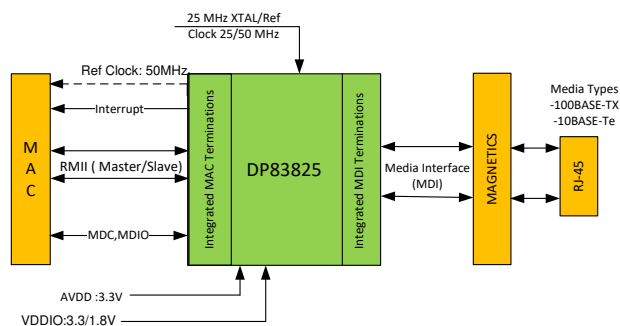 25 MHz XTAL/Ref
Clock 25/50 MHz
Ref Clock: 50MHz
Interrupt
MAC
RMII ( Master/Slave)
MDC,MDIO
Integrated MAC Terminations
DP83825
Integrated MDI Terminations
Media Interface
(MDI)
MAGNETICS
Media Types
-100BASE-TX
-10BASE-Te
RJ-45
AVDD :3.3V
VDDIO:3.3/1.8V